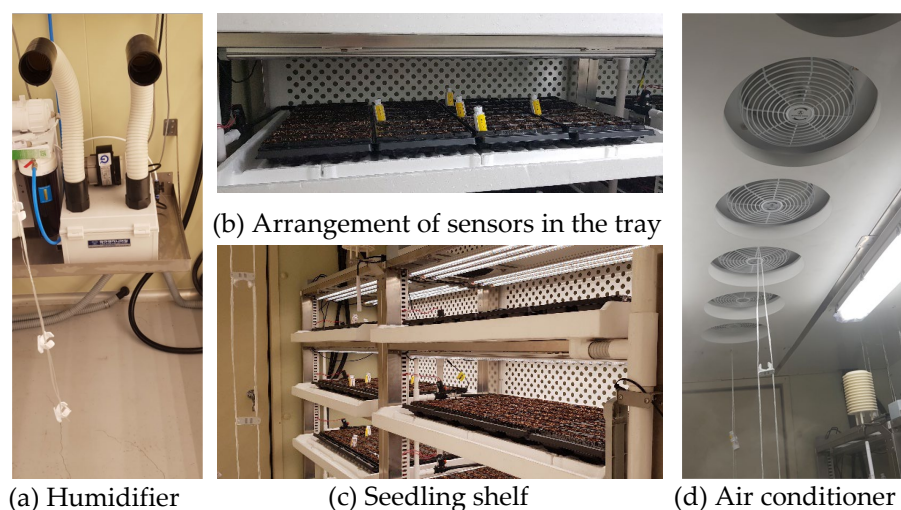 (b) Arrangement of sensors in the tray
(a) Humidifier
(c) Seedling shelf
(d) Air conditioner